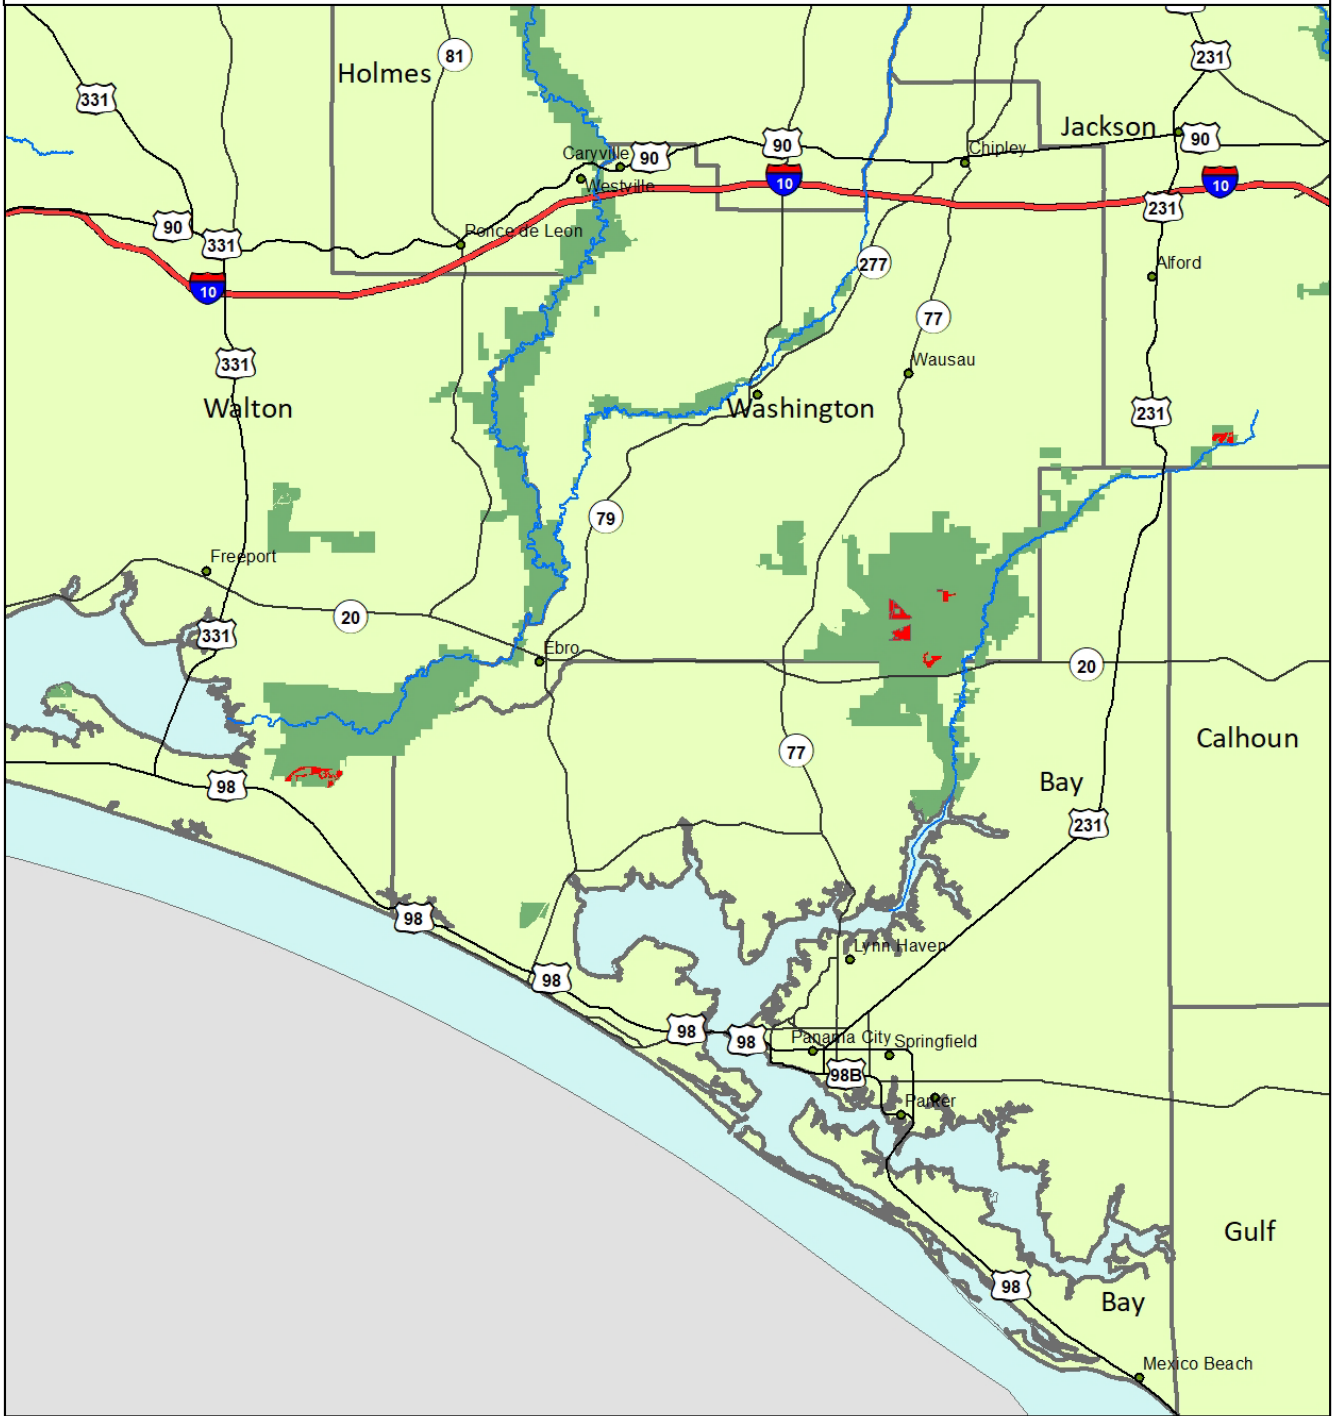 81
231
Holmes
331
Jackson
90
90
Chipley
Caryville
90
Westville
10
10
231
90
Ponce de Leon
331
277
Alford
10
77
331
Wausau
Walton
Washington
231
79
Freeport
20
331
Ebro
20
Calhoun
77
Bay
98
231
98
Lynn Haven
98
98
98
Panama City
Springfield
98B
Parker
Gulf
98
Bay
Mexico Beach